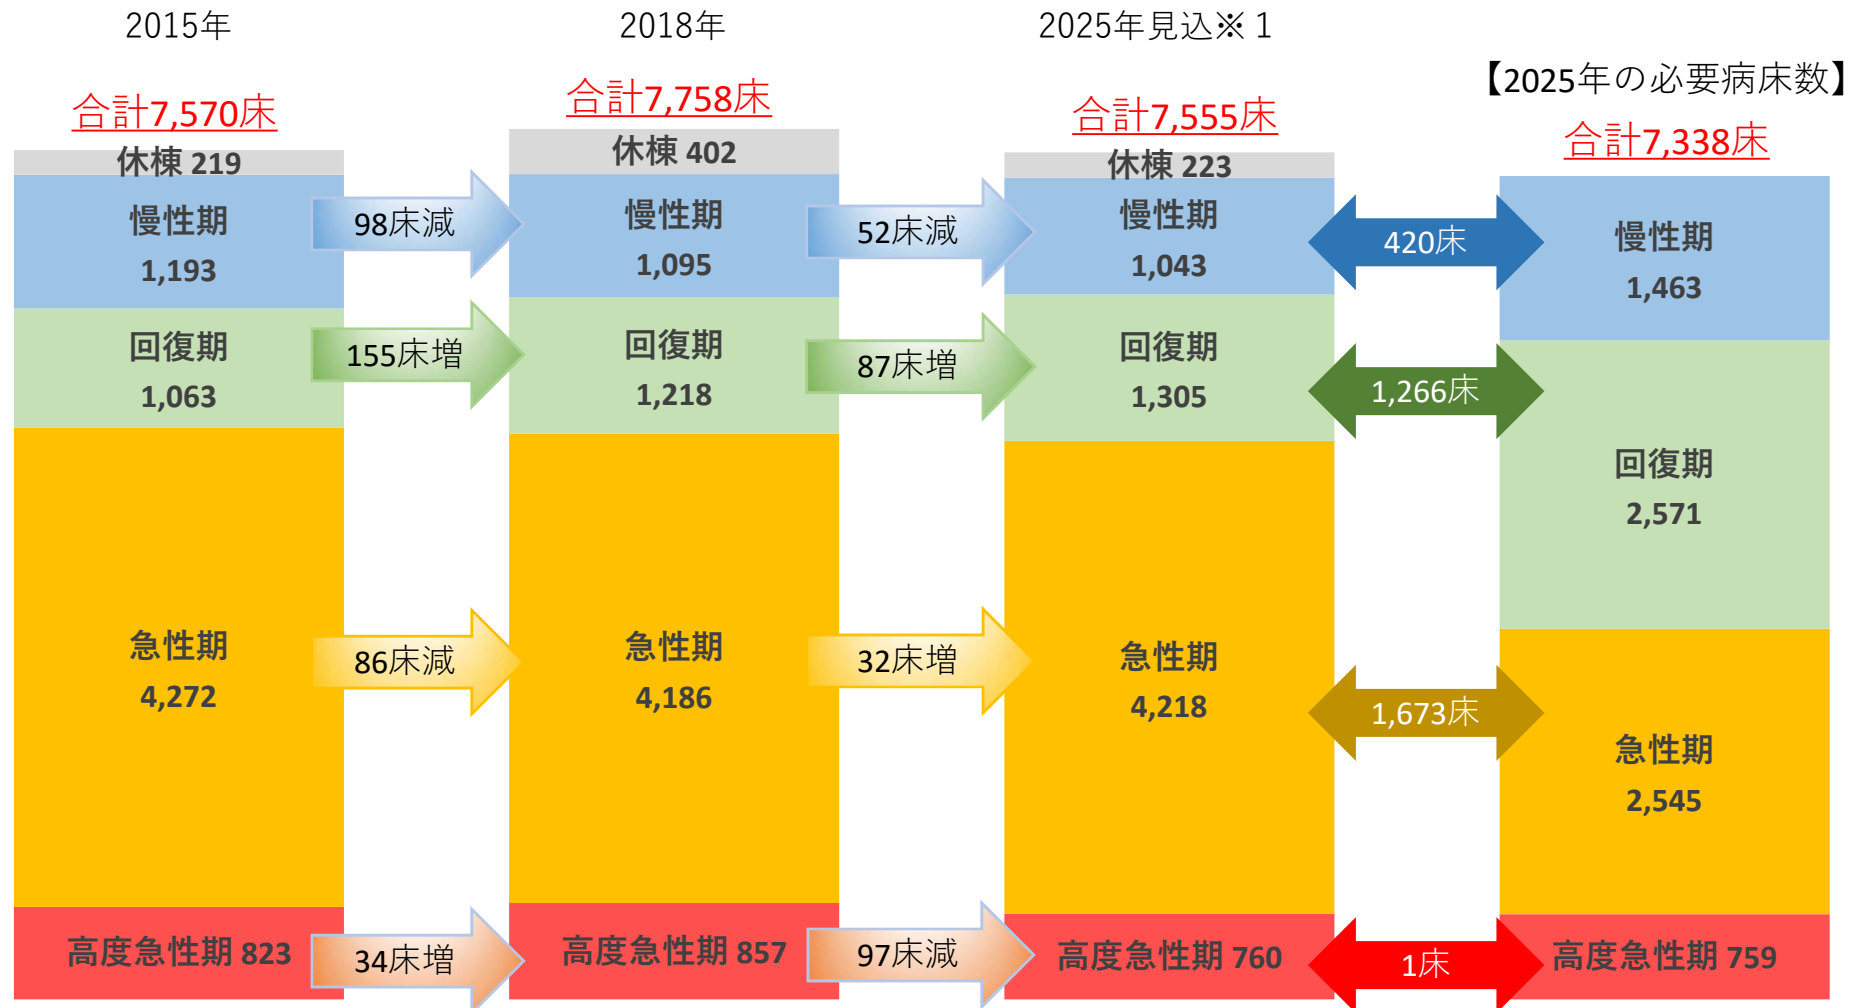 2015年
合計7,570床
休棟 219
慢性期
1,193
回復期
1,063
急性期
4,272
高度急性期 823
98床減
155床増
86床減
34床増
2018年
合計7,758床
休棟 402
慢性期
1,095
回復期
1,218
急性期
4,186
高度急性期 857
52床減
87床増
32床増
97床減
2025年見込※1
合計7,555床
休棟 223
慢性期
1,043
回復期
1,305
急性期
4,218
高度急性期 760
420床
1,266床
1,673床
1床
【2025年の必要病床数】
合計7,338床
慢性期
1,463
回復期
2,571
急性期
2,545
高度急性期 759